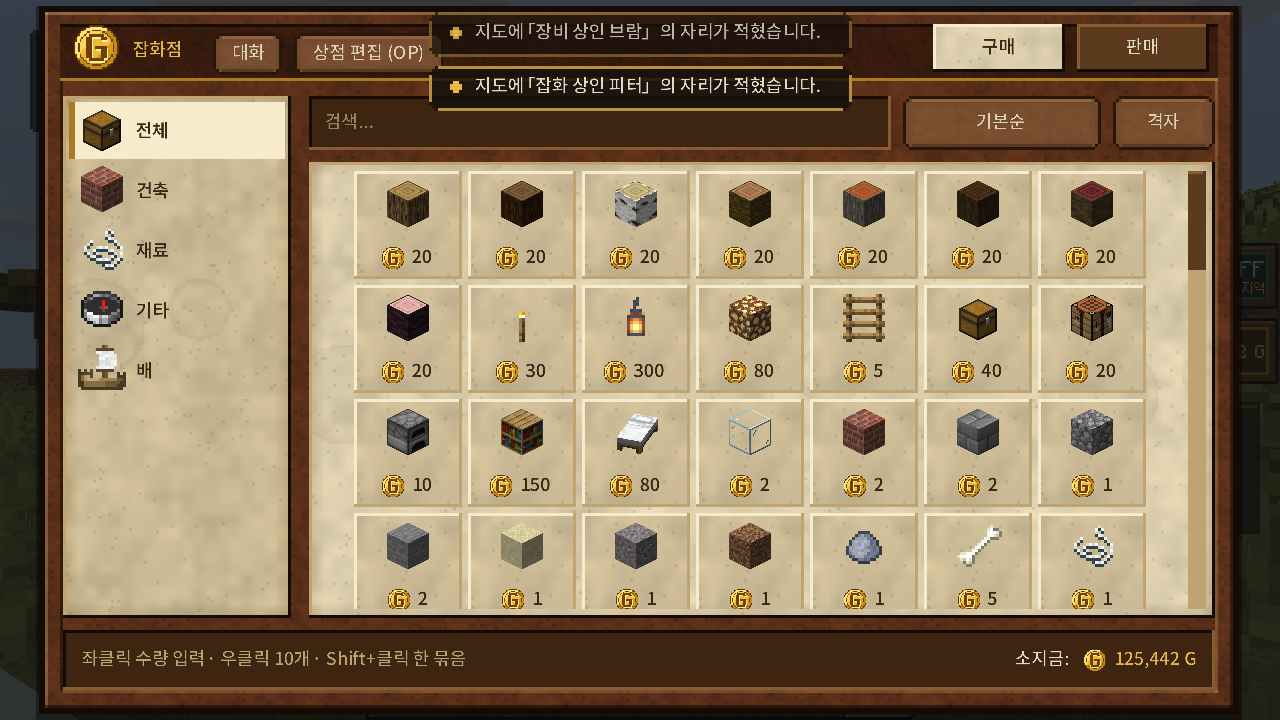 지도에「장비 상인 브람」의 자리가 적혔습니다.
잡화점
대화
상점 편집 (OP)
구매
판매
지도에「잡화 상인 피터」의 자리가 적혔습니다.
검색...
기본순
격자
전체
건축
재료
기타
배
20 20 20 20 20 20 20
20 30 300 80 5 40 20
10 150 80 2 2 2 1
2 1 1 1 1 5 1
FF
지역
G
좌클릭 수량 입력 · 우클릭 10개 · Shift+클릭 한 묶음
소지금: 125,442 G